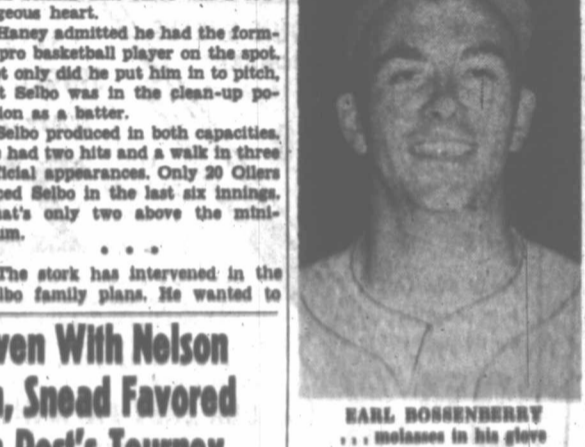 geous heart.
Haney admitted he had the form-
pro basketball player on the spot.
t only did he put him in to pitch,
t Selbo was in the clean-up po-
ion as a batter.
Selbo produced in both capacities.
had two hits and a walk in three
ficial appearances. Only 20 Oilers
ced Selbo in the last six innings.
at's only two above the mini-
um.
• • •
The stork has intervened in the
lbo family plans. He wanted to
ven With Nelson
, Snead Favored
Dost's Tourney
EARL BOSSENBERRY
... molasses in his glove